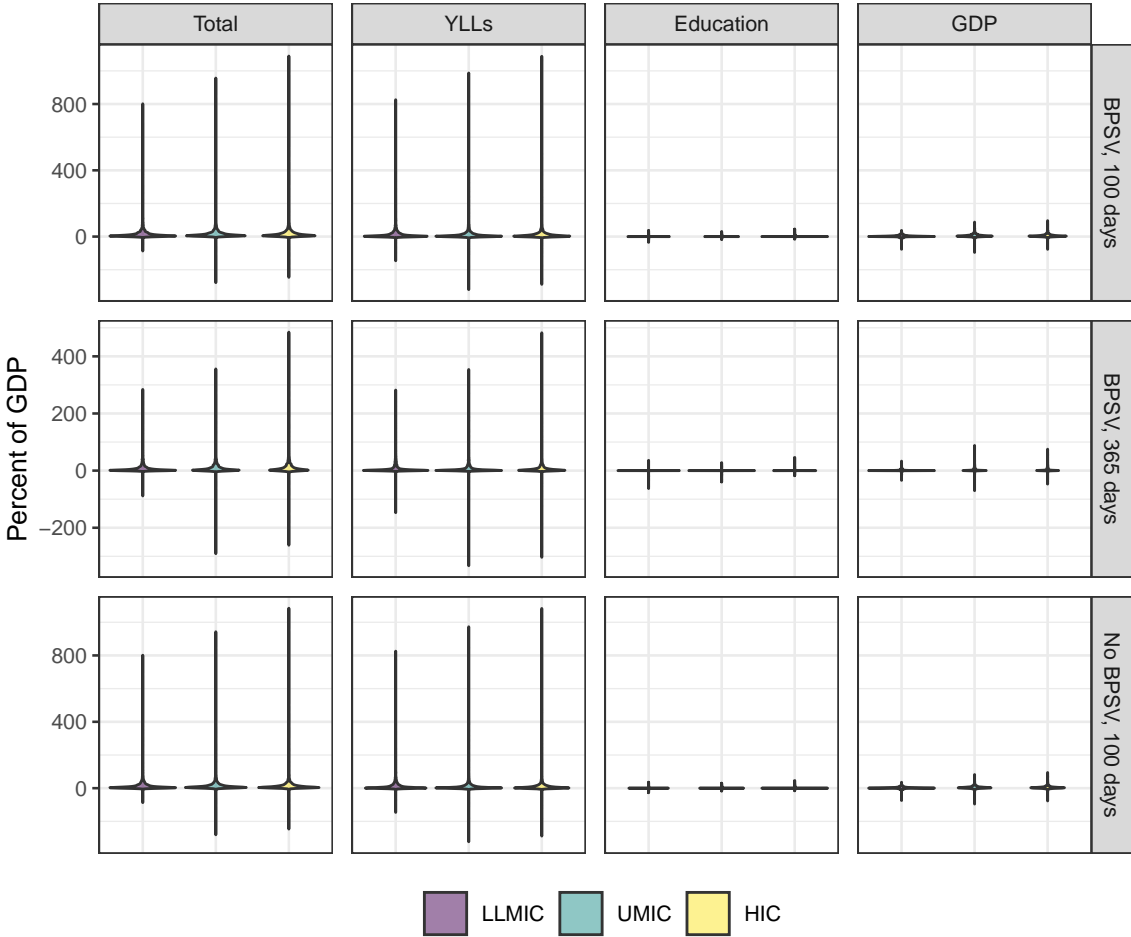 Total YLLs Education GDP
800
400
0
BPSV, 100 days
Percent of GDP
400
200
0
−200
BPSV, 365 days
800
400
0
No BPSV, 100 days
LLMIC UMIC HIC